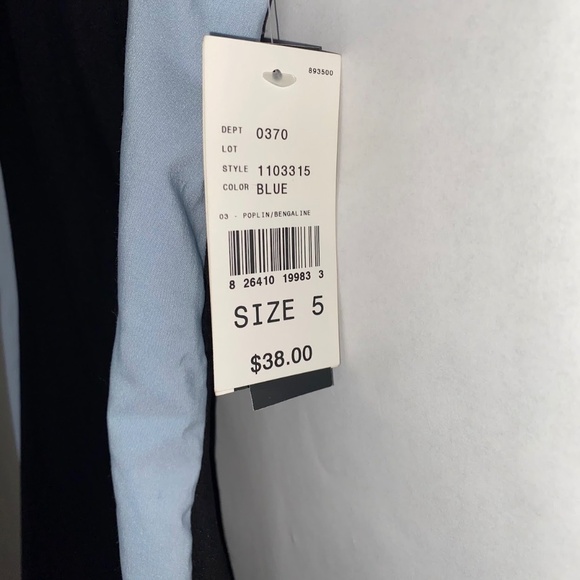 893500
DEPT 0370
LOT
STYLE 1103315
COLOR BLUE
03 - POPLIN/BENGALINE
8 26410 19983 3
SIZE 5
$38.00